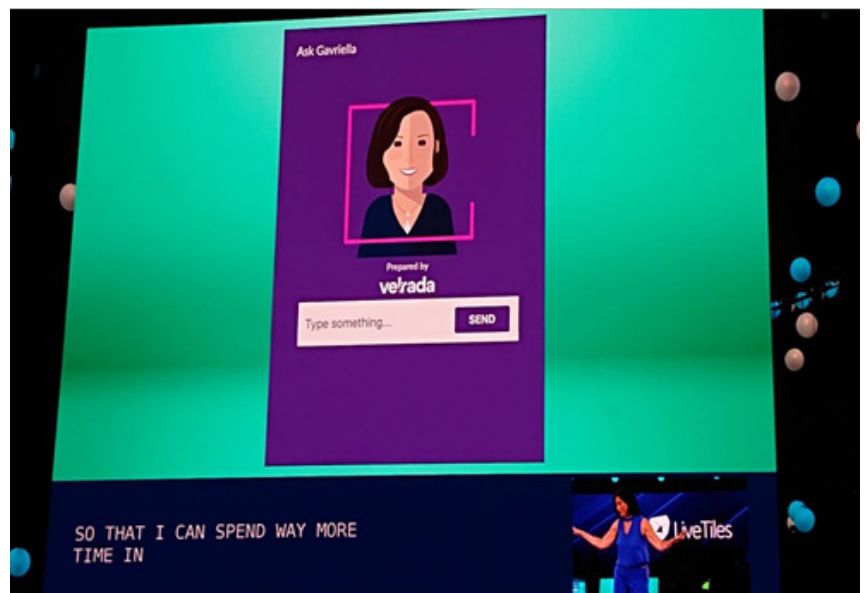 Ask Gavriella
Prepared by
velrada
Type something...
SEND
SO THAT I CAN SPEND WAY MORE
TIME IN
LiveTiles